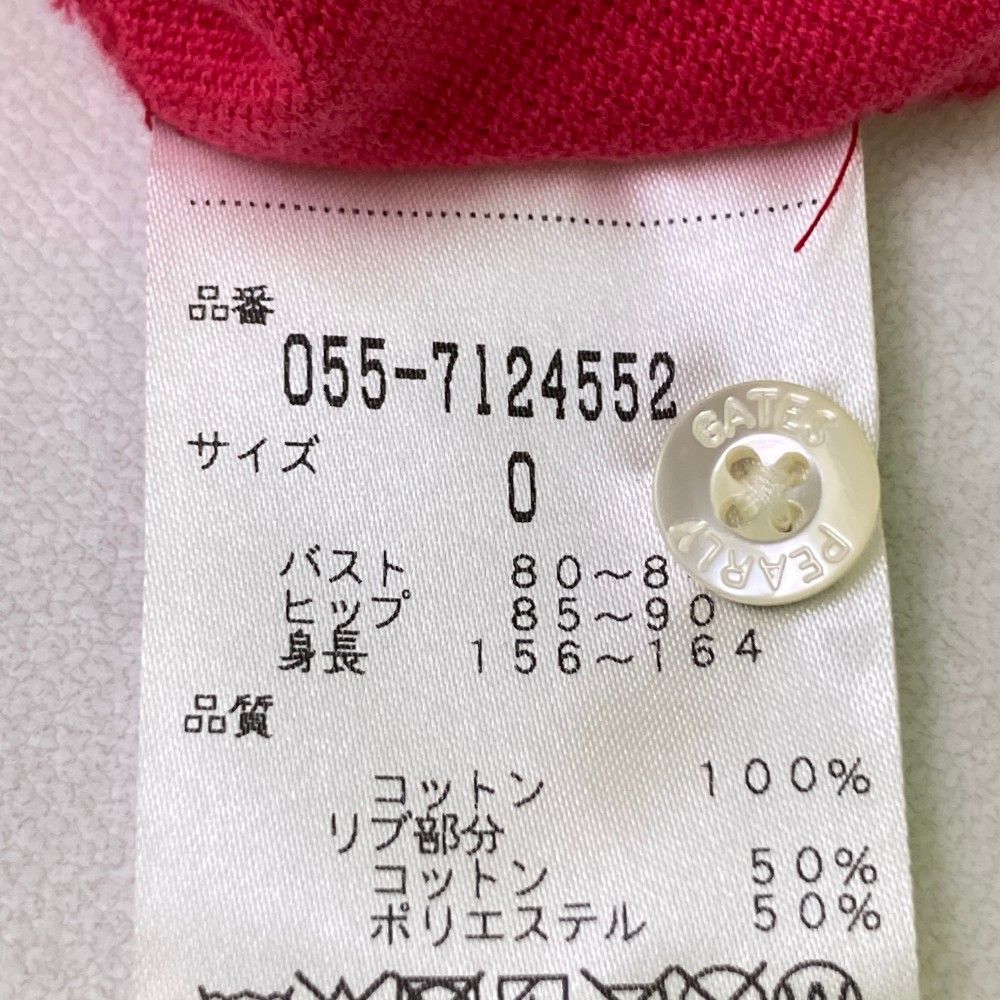 品番
055-7124552
サイズ
0
バスト 80～8
ヒップ 85～90
身長 156～164
品質
コットン 100%
リブ部分
コットン 50%
ポリエステル 50%
GATES
PEARLY